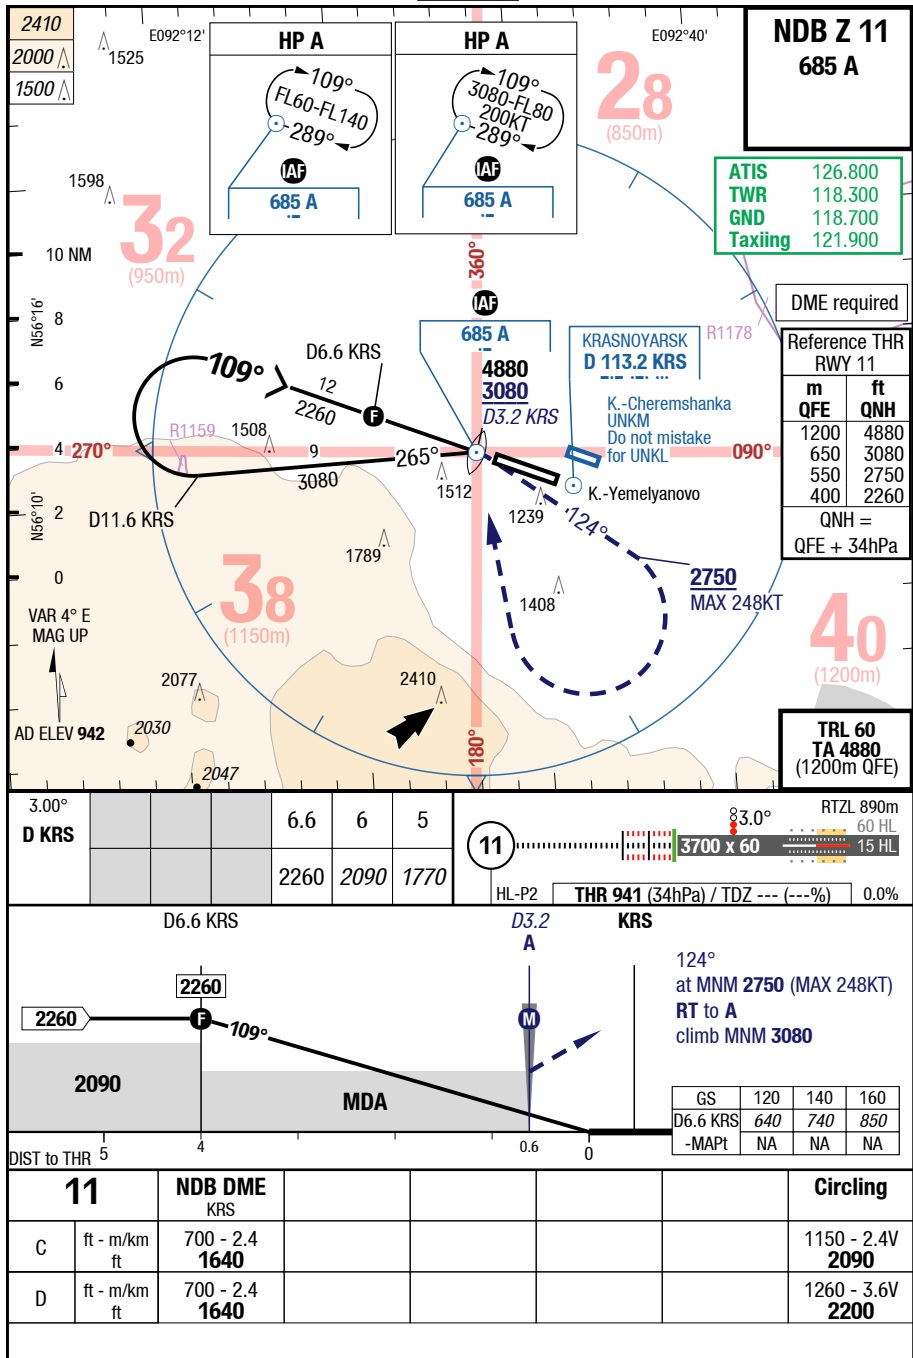 2410
2000
1500
1525
E092°12'
HP A
109°
FL60-FL140
289°
IAF
685 A
HP A
109°
3080-FL80
200KT
289°
IAF
685 A
E092°40'
28
(850m)
NDB Z 11
685 A
ATIS 126.800
TWR 118.300
GND 118.700
Taxiing 121.900
1598
32
(950m)
10 NM
N56°16'
8
6
4
N56°10'
2
0
360°
IAF
685 A
DME required
R1178
Reference THR
RWY 11
m ft
QFE QNH
1200 4880
650 3080
550 2750
400 2260
QNH =
QFE + 34hPa
KRASNOYARSK
D 113.2 KRS
K.-Cheremshanka
UNKM
Do not mistake
for UNKL
D6.6 KRS
109°
12
2260
F
4880
3080
D3.2 KRS
R1159
1508
270°
9
265°
3080
090°
1512
K.-Yemelyanovo
D11.6 KRS
1239
124°
1789
38
(1150m)
1408
2750
MAX 248KT
40
(1200m)
VAR 4° E
MAG UP
AD ELEV 942
2077
2030
2047
2410
180°
TRL 60
TA 4880
(1200m QFE)
3.00°
D KRS
6.6 6 5
2260 2090 1770
11
3.0°
RTZL 890m
60 HL
3700 x 60
15 HL
HL-P2
THR 941 (34hPa) / TDZ --- (---%)
0.0%
D6.6 KRS
D3.2
A
KRS
2260
2260
F
109°
M
124°
at MNM 2750 (MAX 248KT)
RT to A
climb MNM 3080
2090
MDA
GS 120 140 160
D6.6 KRS 640 740 850
-MAPt NA NA NA
DIST to THR 5 4 0.6 0
11 NDB DME Circling
KRS
C ft - m/km 700 - 2.4 1150 - 2.4V
ft 1640 2090
D ft - m/km 700 - 2.4 1260 - 3.6V
ft 1640 2200